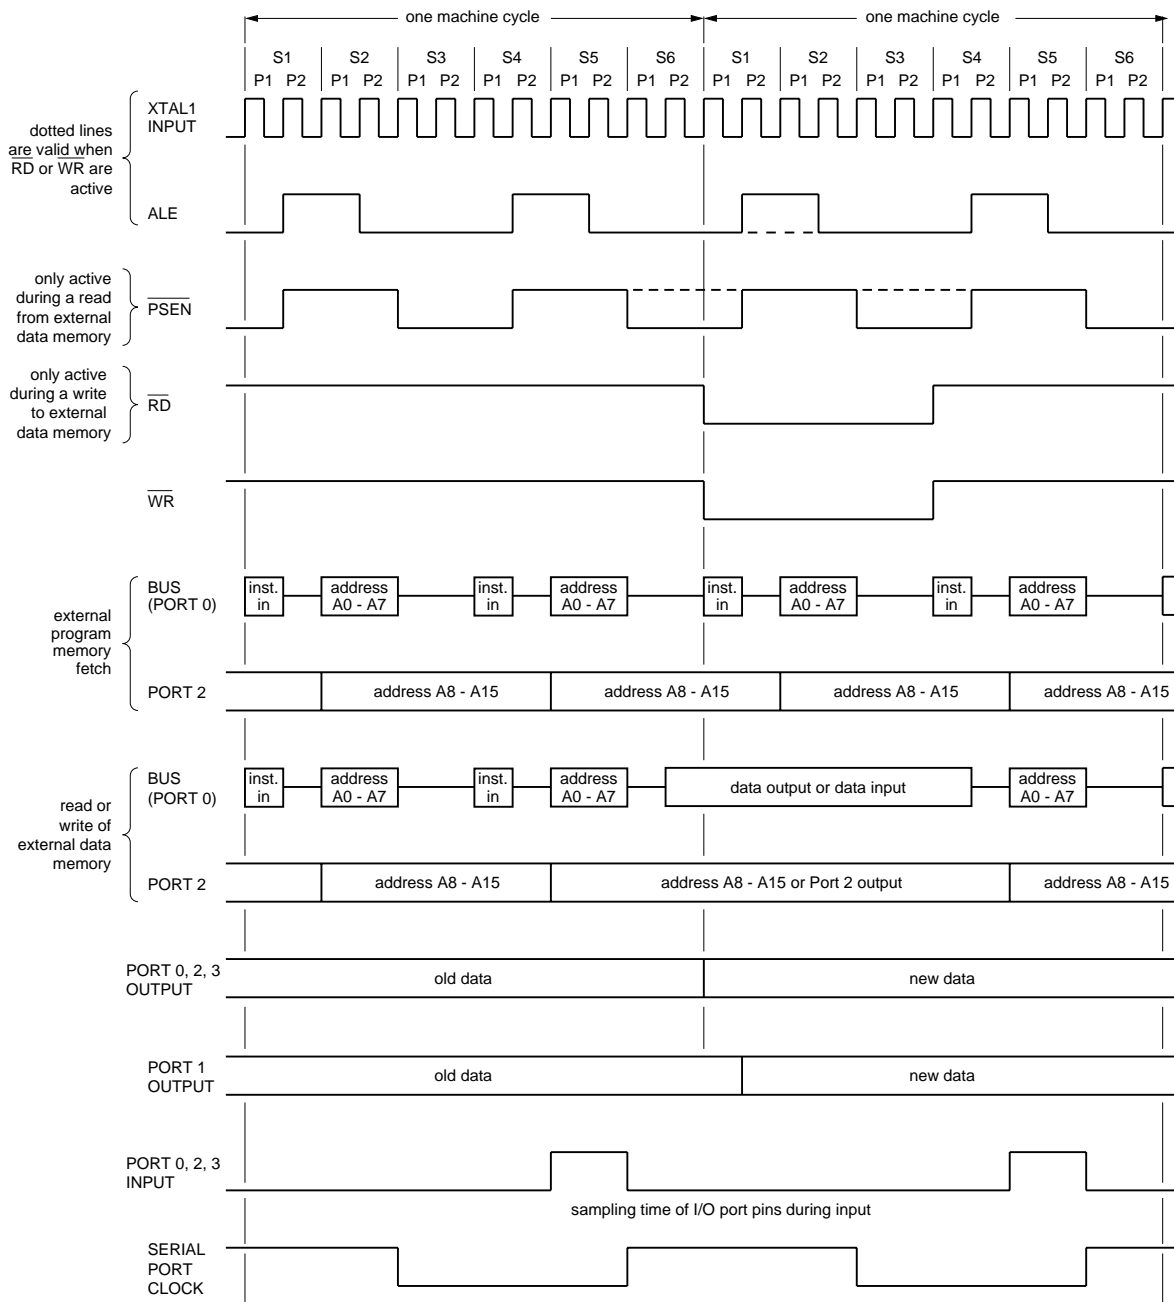 one machine cycle one machine cycle
S1 S2 S3 S4 S5 S6 S1 S2 S3 S4 S5 S6
P1 P2 P1 P2 P1 P2 P1 P2 P1 P2 P1 P2 P1 P2 P1 P2 P1 P2 P1 P2 P1 P2 P1 P2
dotted lines
are valid when
RD or WR are
active
XTAL1
INPUT
ALE
only active
during a read
from external
data memory
PSEN
only active
during a write
to external
data memory
RD
WR
external
program
memory
fetch
BUS
(PORT 0)
inst. address inst. address inst. address inst. address
in A0 - A7 in A0 - A7 in A0 - A7 in A0 - A7
PORT 2 address A8 - A15 address A8 - A15 address A8 - A15 address A8 - A15
read or
write of
external data
memory
BUS
(PORT 0)
inst. address inst. address data output or data input address
in A0 - A7 in A0 - A7 A0 - A7
PORT 2 address A8 - A15 address A8 - A15 or Port 2 output address A8 - A15
PORT 0, 2, 3
OUTPUT
old data new data
PORT 1
OUTPUT
old data new data
PORT 0, 2, 3
INPUT
sampling time of I/O port pins during input
SERIAL
PORT
CLOCK